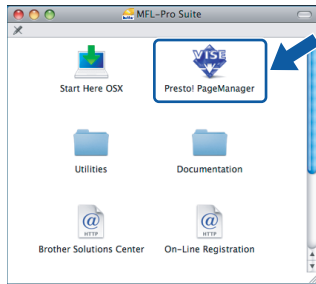 MFL-Pro Suite
VISE
Start Here OSX
Presto! PageManager
Utilities
Documentation
@
HTTP
@
HTTP
Brother Solutions Center
On-Line Registration